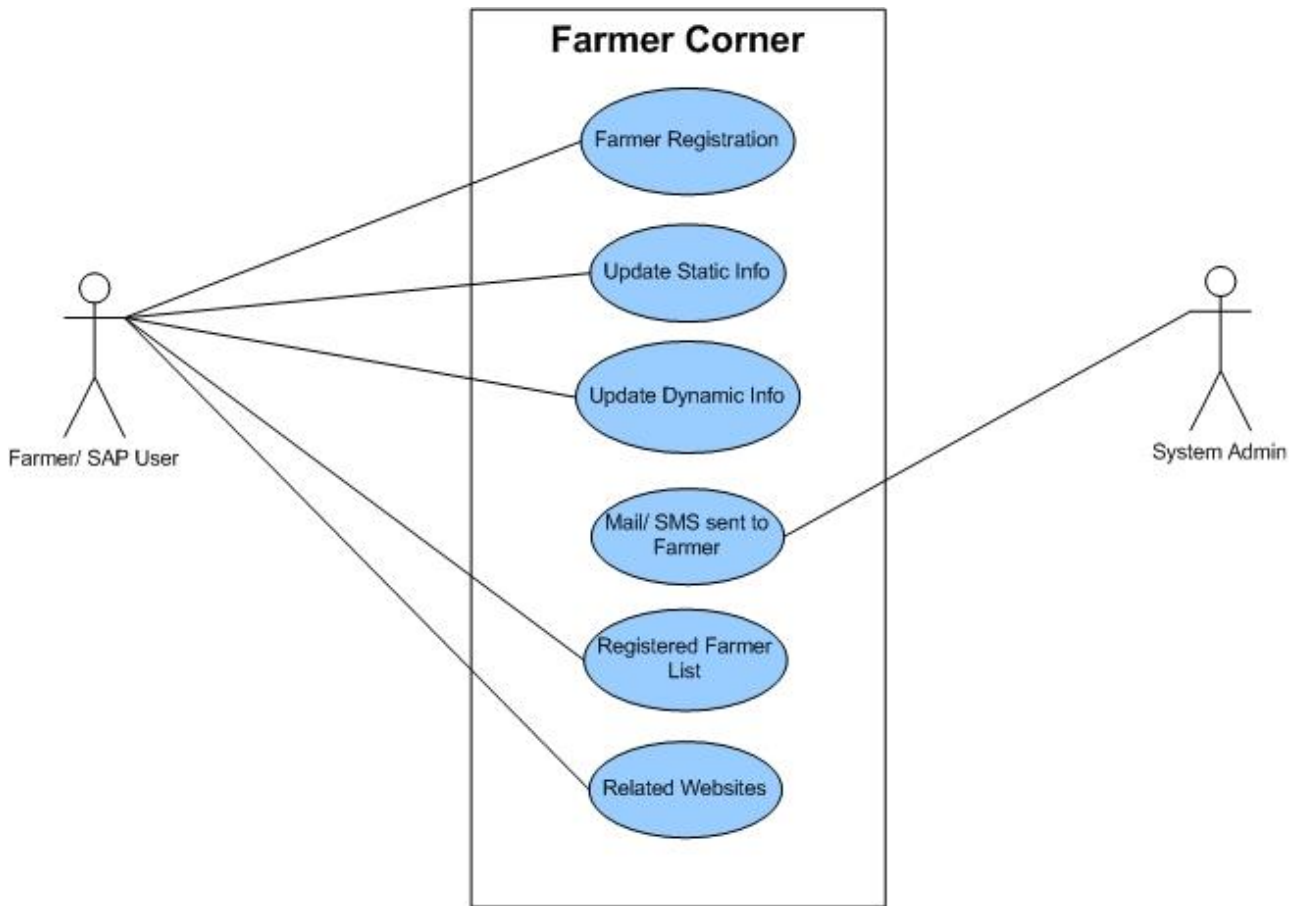 Farmer Corner
Farmer Registration
Update Static Info
Update Dynamic Info
Farmer/ SAP User
System Admin
Mail/ SMS sent to
Farmer
Registered Farmer
List
Related Websites